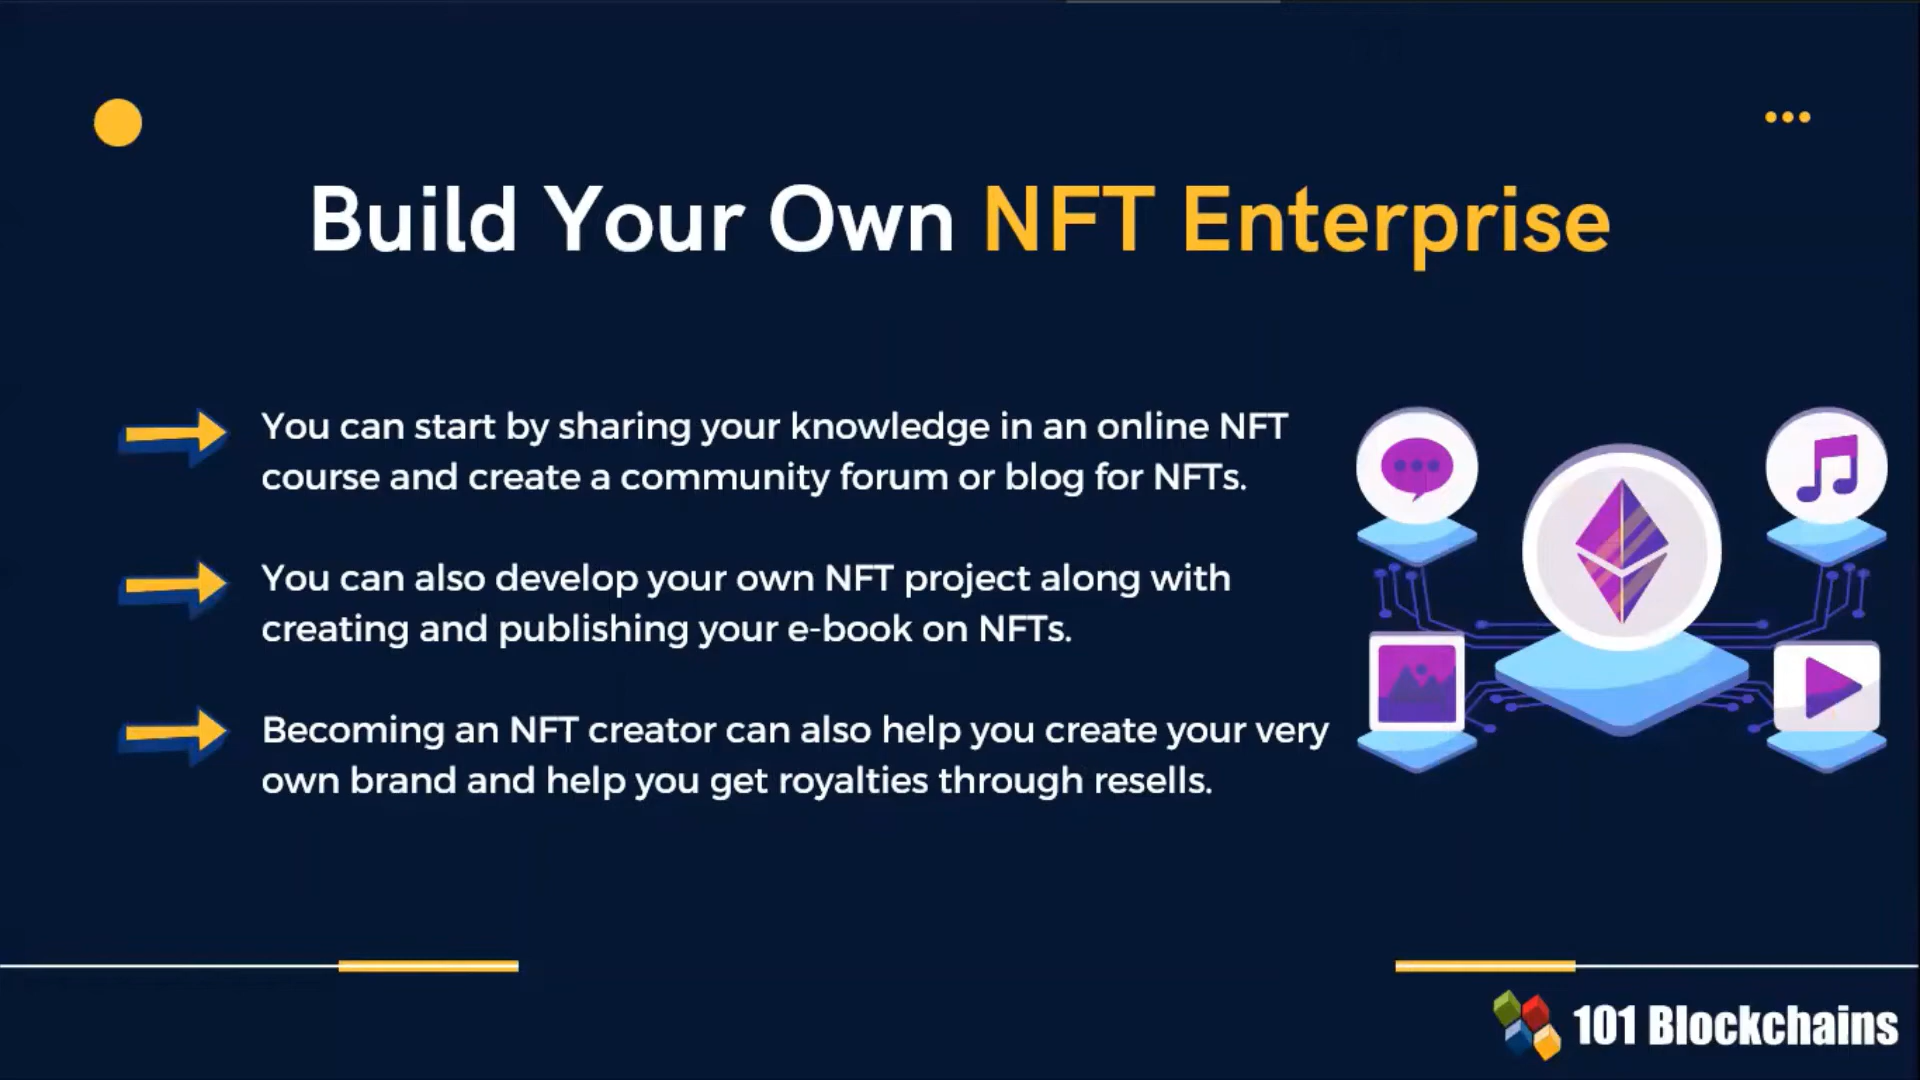 Build Your Own NFT Enterprise
You can start by sharing your knowledge in an online NFT
course and create a community forum or blog for NFTs.
You can also develop your own NFT project along with
creating and publishing your e-book on NFTs.
Becoming an NFT creator can also help you create your very
own brand and help you get royalties through resells.
101 Blockchains